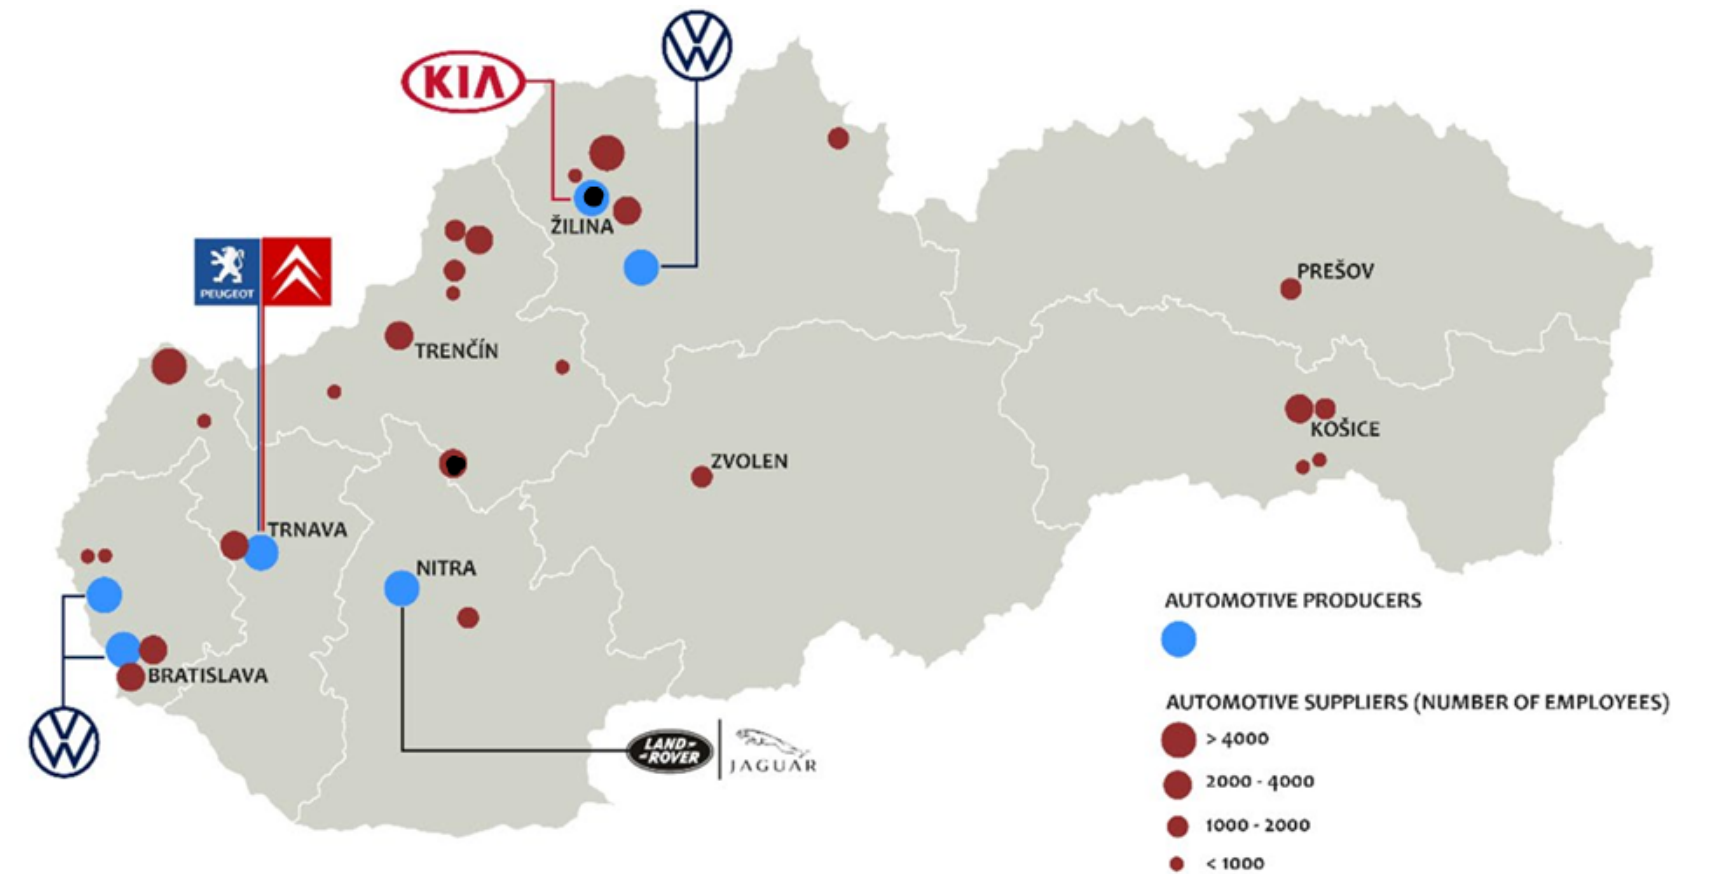 KIA
PEUGEOT
ŽILINA
PREŠOV
TRENČÍN
KOŠICE
ZVOLEN
TRNAVA
NITRA
BRATISLAVA
LAND-
-ROVER
JAGUAR
AUTOMOTIVE PRODUCERS
AUTOMOTIVE SUPPLIERS (NUMBER OF EMPLOYEES)
> 4000
2000 - 4000
1000 - 2000
< 1000